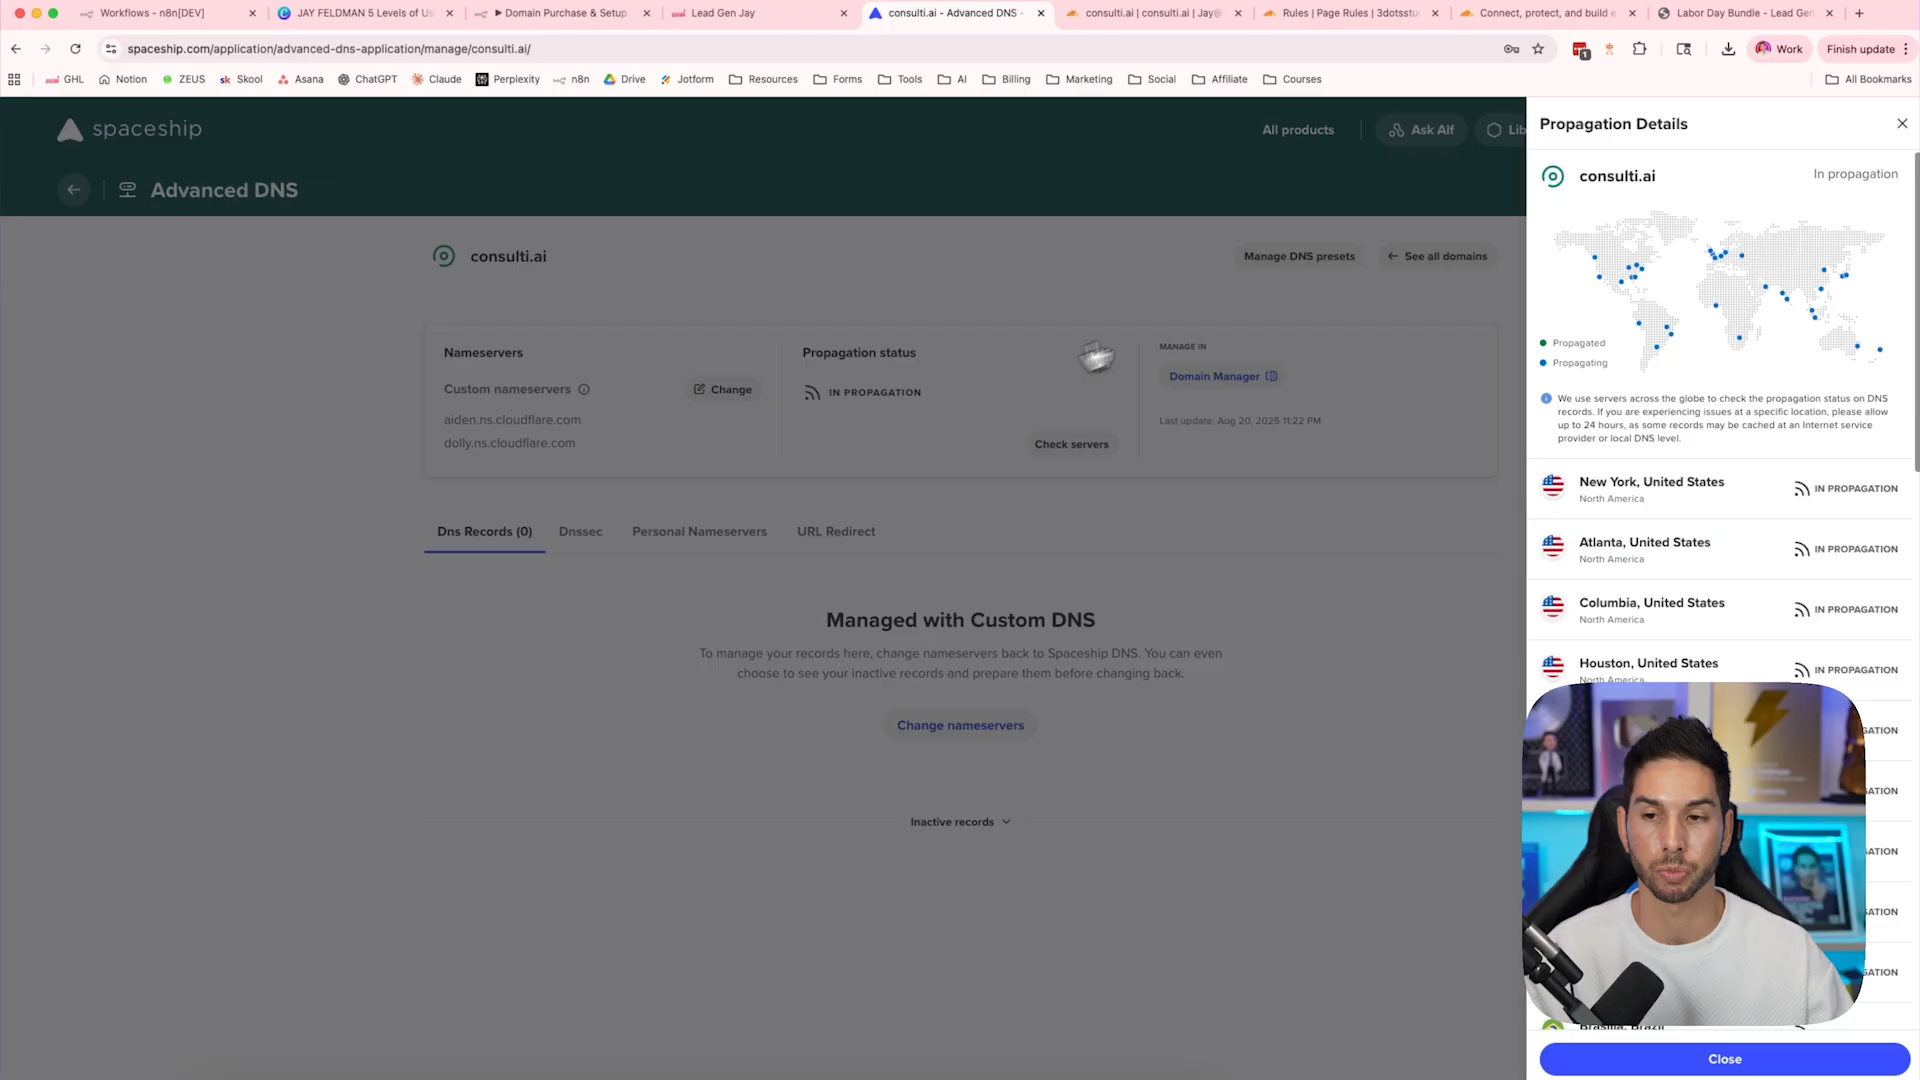 Workflows - n8n[DEV]
JAY FELDMAN 5 Levels of Us
Domain Purchase & Setup
Lead Gen Jay
consulti.ai - Advanced DNS -
consulti.ai | consulti.ai | Jay@
Rules | Page Rules | 3dotsstu
Connect, protect, and build e
Labor Day Bundle - Lead Gen
spaceship.com/application/advanced-dns-application/manage/consulti.ai/
1
Work
Finish update
GHL
Notion
ZEUS
sk Skool
Asana
ChatGPT
Claude
Perplexity
n8n
Drive
Jotform
Resources
Forms
Tools
AI
Billing
Marketing
Social
Affiliate
Courses
All Bookmarks
spaceship
All products
Ask Alf
Lib
Advanced DNS
consulti.ai
Manage DNS presets
See all domains
Nameservers
Custom nameservers
Change
aiden.ns.cloudflare.com
dolly.ns.cloudflare.com
Propagation status
IN PROPAGATION
Check servers
MANAGE IN
Domain Manager
Last update: Aug 20, 2025 11:22 PM
Dns Records (0)
Dnssec
Personal Nameservers
URL Redirect
Managed with Custom DNS
To manage your records here, change nameservers back to Spaceship DNS. You can even
choose to see your inactive records and prepare them before changing back.
Change nameservers
Inactive records
Propagation Details
consulti.ai
In propagation
Propagated
Propagating
We use servers across the globe to check the propagation status on DNS
records. If you are experiencing issues at a specific location, please allow
up to 24 hours, as some records may be cached at an Internet service
provider or local DNS level.
New York, United States
North America
IN PROPAGATION
Atlanta, United States
North America
IN PROPAGATION
Columbia, United States
North America
IN PROPAGATION
Houston, United States
North America
IN PROPAGATION
GATION
GATION
GATION
GATION
GATION
Brasilia, Brazil
Close